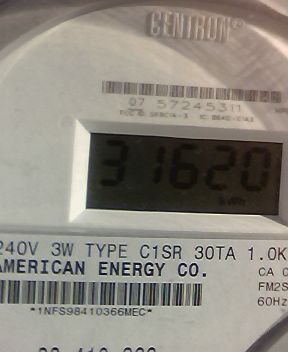 CENTRON®
07 57245311
31620
kWh
240V 3W TYPE C1SR 30TA 1.0K
AMERICAN ENERGY CO.
CA 0
FM2S
60Hz
*1NFS98410366MEC*